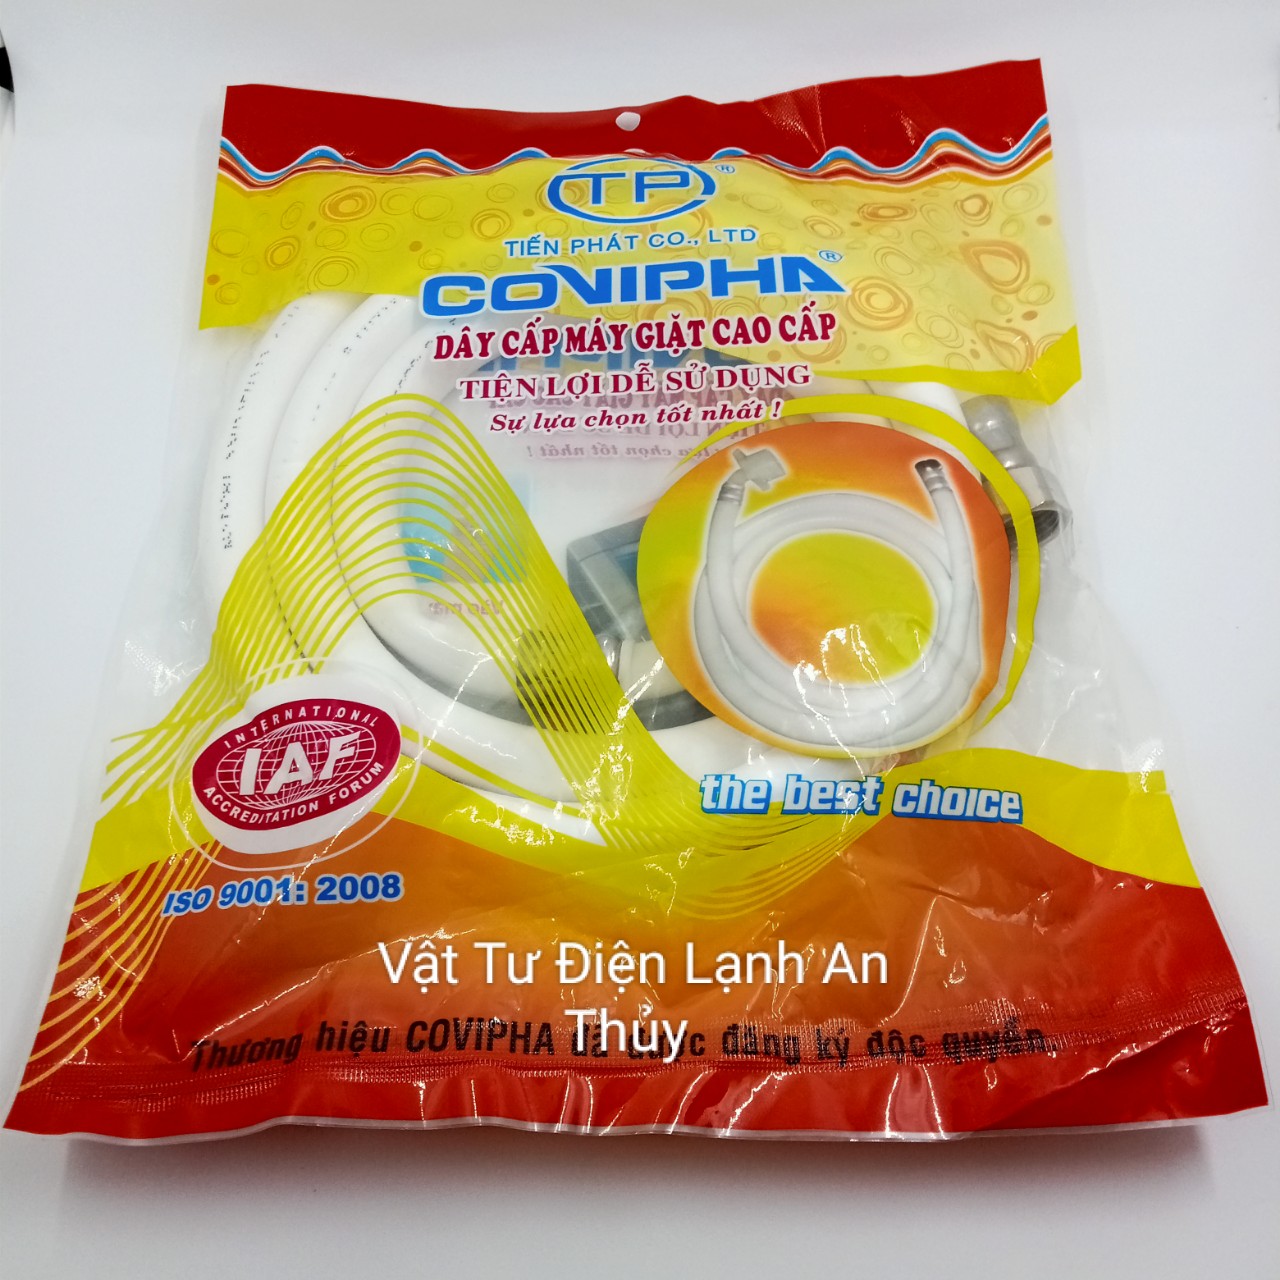 TP®
TIẾN PHÁT CO., LTD
COVIPHA®
DÂY CẤP MÁY GIẶT CAO CẤP
TIỆN LỢI DỄ SỬ DỤNG
Sự lựa chọn tốt nhất !
the best choice
INTERNATIONAL
IAF
ACCREDITATION FORUM
ISO 9001: 2008
Vật Tư Điện Lạnh An
Thủy
Thương hiệu COVIPHA đã được đăng ký độc quyền.